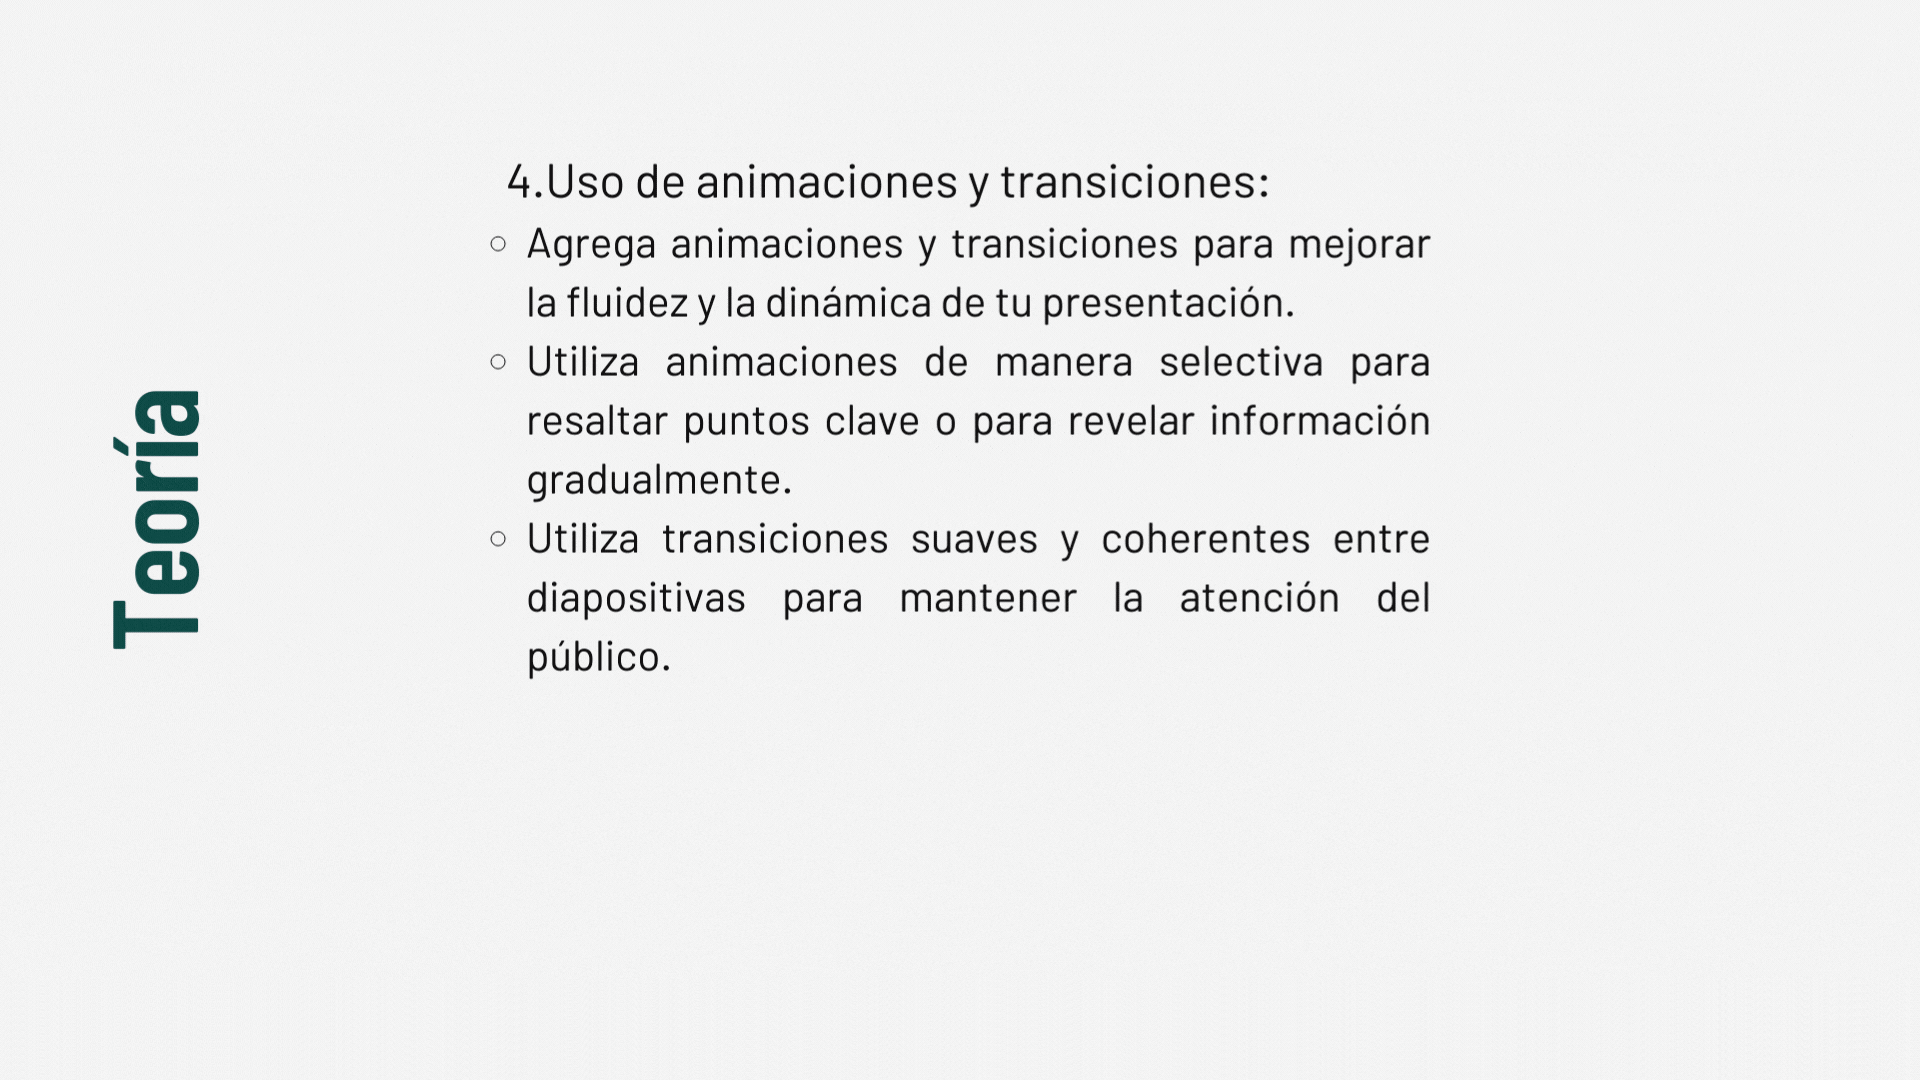 Teoría
4.Uso de animaciones y transiciones:
○ Agrega animaciones y transiciones para mejorar
la fluidez y la dinámica de tu presentación.
○ Utiliza animaciones de manera selectiva para
resaltar puntos clave o para revelar información
gradualmente.
○ Utiliza transiciones suaves y coherentes entre
diapositivas para mantener la atención del
público.